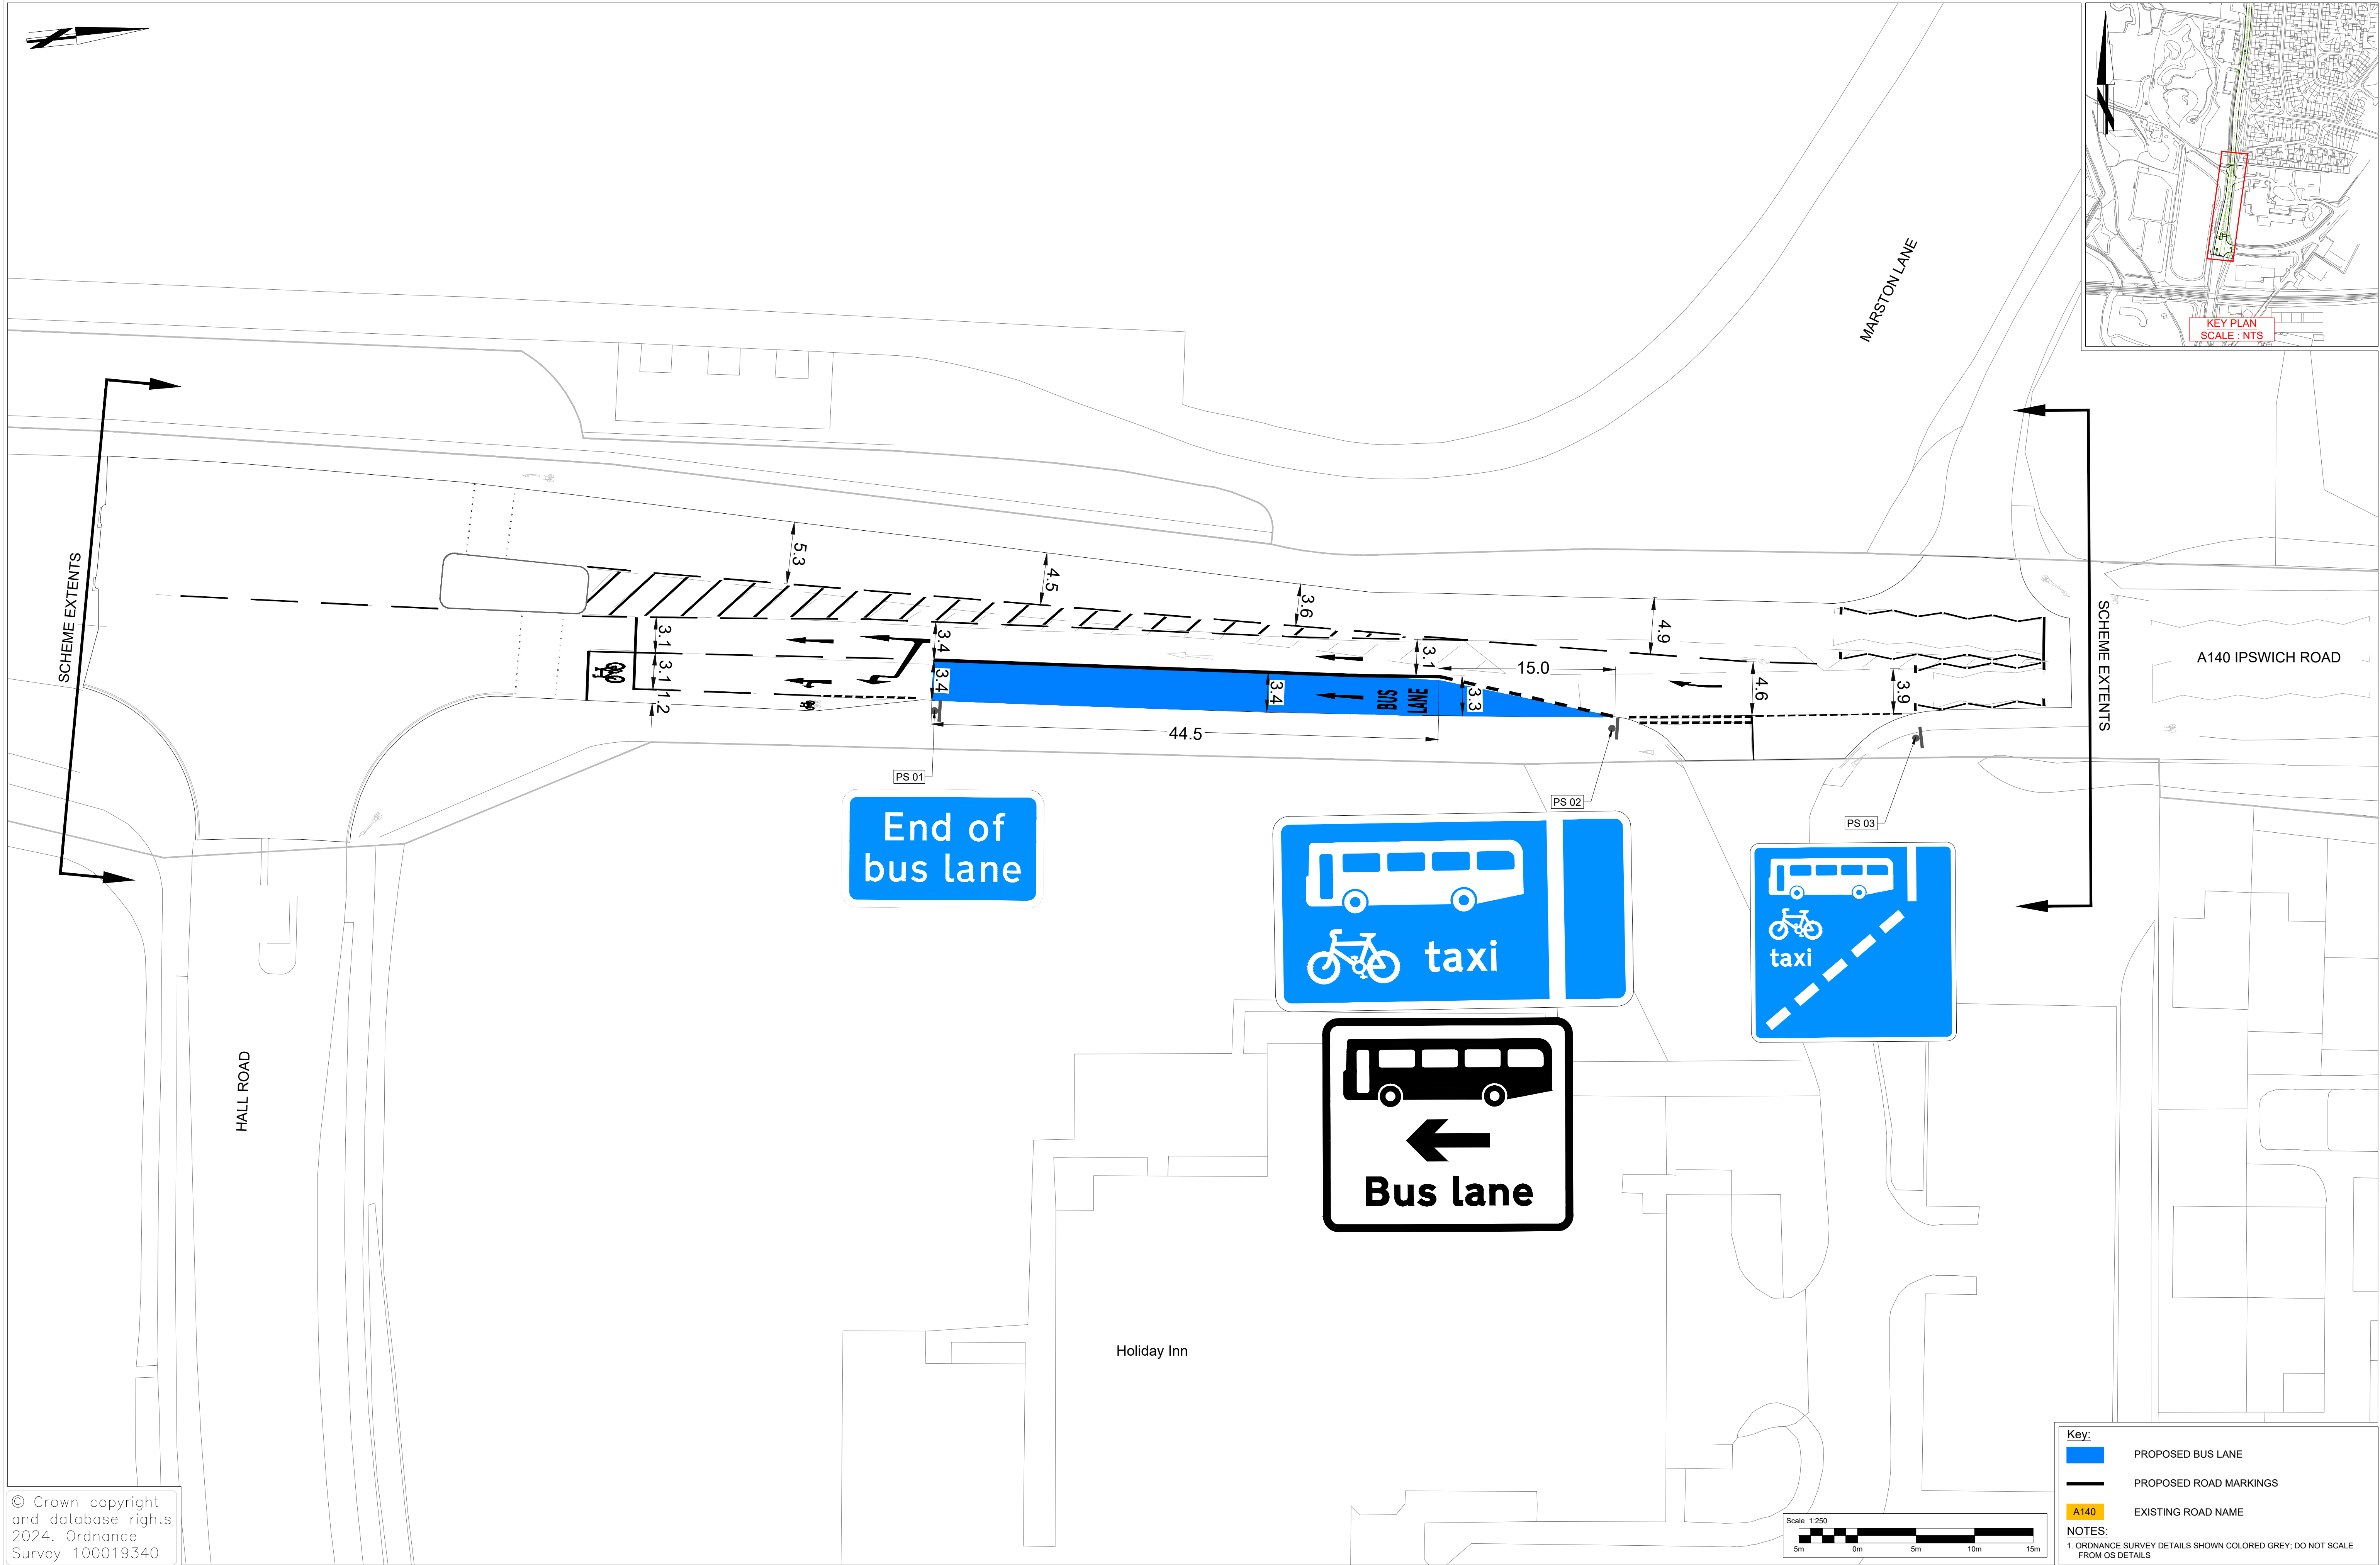 KEY PLAN
SCALE : NTS
MARSTON LANE
SCHEME EXTENTS
SCHEME EXTENTS
A140 IPSWICH ROAD
5.3
4.5
3.6
4.9
3.1
3.1
1.2
3.4
3.4
3.4
3.1
3.3
15.0
4.6
3.9
44.5
BUS
LANE
PS 01
PS 02
PS 03
End of
bus lane
taxi
taxi
Bus lane
HALL ROAD
Holiday Inn
Key:
PROPOSED BUS LANE
PROPOSED ROAD MARKINGS
A140 EXISTING ROAD NAME
NOTES:
1. ORDNANCE SURVEY DETAILS SHOWN COLORED GREY; DO NOT SCALE
FROM OS DETAILS
Scale 1:250
5m 0m 5m 10m 15m
© Crown copyright
and database rights
2024. Ordnance
Survey 100019340